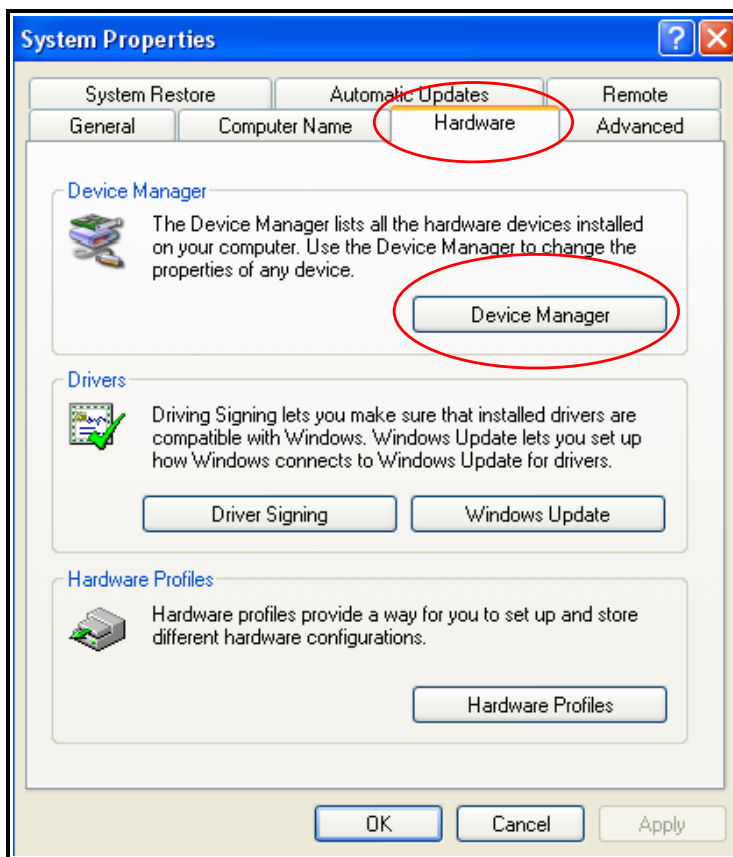 System Properties
?
X
System Restore
Automatic Updates
Remote
General
Computer Name
Hardware
Advanced
Device Manager
The Device Manager lists all the hardware devices installed
on your computer. Use the Device Manager to change the
properties of any device.
Device Manager
Drivers
Driving Signing lets you make sure that installed drivers are
compatible with Windows. Windows Update lets you set up
how Windows connects to Windows Update for drivers.
Driver Signing
Windows Update
Hardware Profiles
Hardware profiles provide a way for you to set up and store
different hardware configurations.
Hardware Profiles
OK
Cancel
Apply